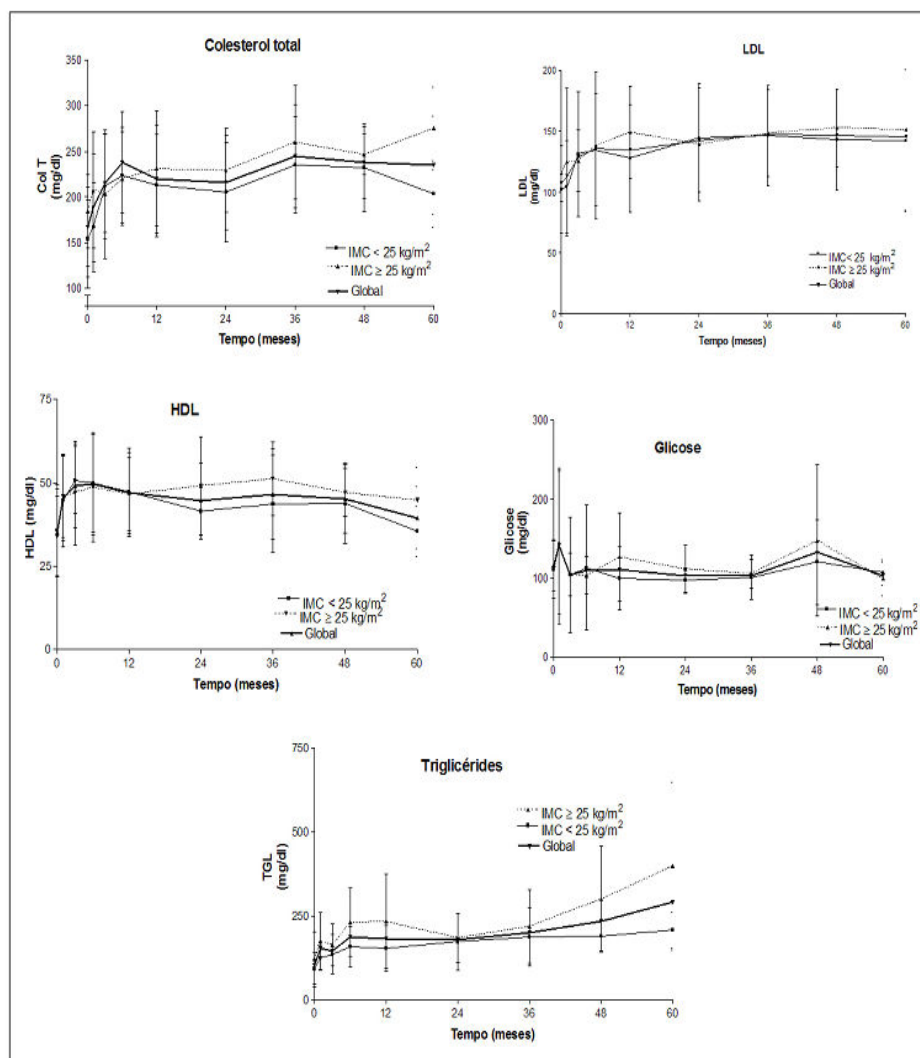 Colesterol total
350
300
250
200
150
100
Col T
(mg/dl)
IMC < 25 kg/m²
IMC ≥ 25 kg/m²
Global
0 12 24 36 48 60
Tempo (meses)
LDL
200
150
100
50
0
LDL
(mg/dL)
IMC< 25 kg/m²
IMC ≥ 25 kg/m²
Global
0 12 24 36 48 60
Tempo (meses)
HDL
75
50
25
0
HDL (mg/dl)
IMC < 25 kg/m²
IMC ≥ 25 kg/m²
Global
0 12 24 36 48 60
Tempo (meses)
Glicose
300
200
100
0
Glicose
(mg/dl)
IMC < 25 kg/m²
IMC ≥ 25 kg/m²
Global
0 12 24 36 48 60
Tempo (meses)
Triglicérides
750
500
250
0
TGL
(mg/dl)
IMC ≥ 25 kg/m²
IMC < 25 kg/m²
Global
0 12 24 36 48 60
Tempo (meses)